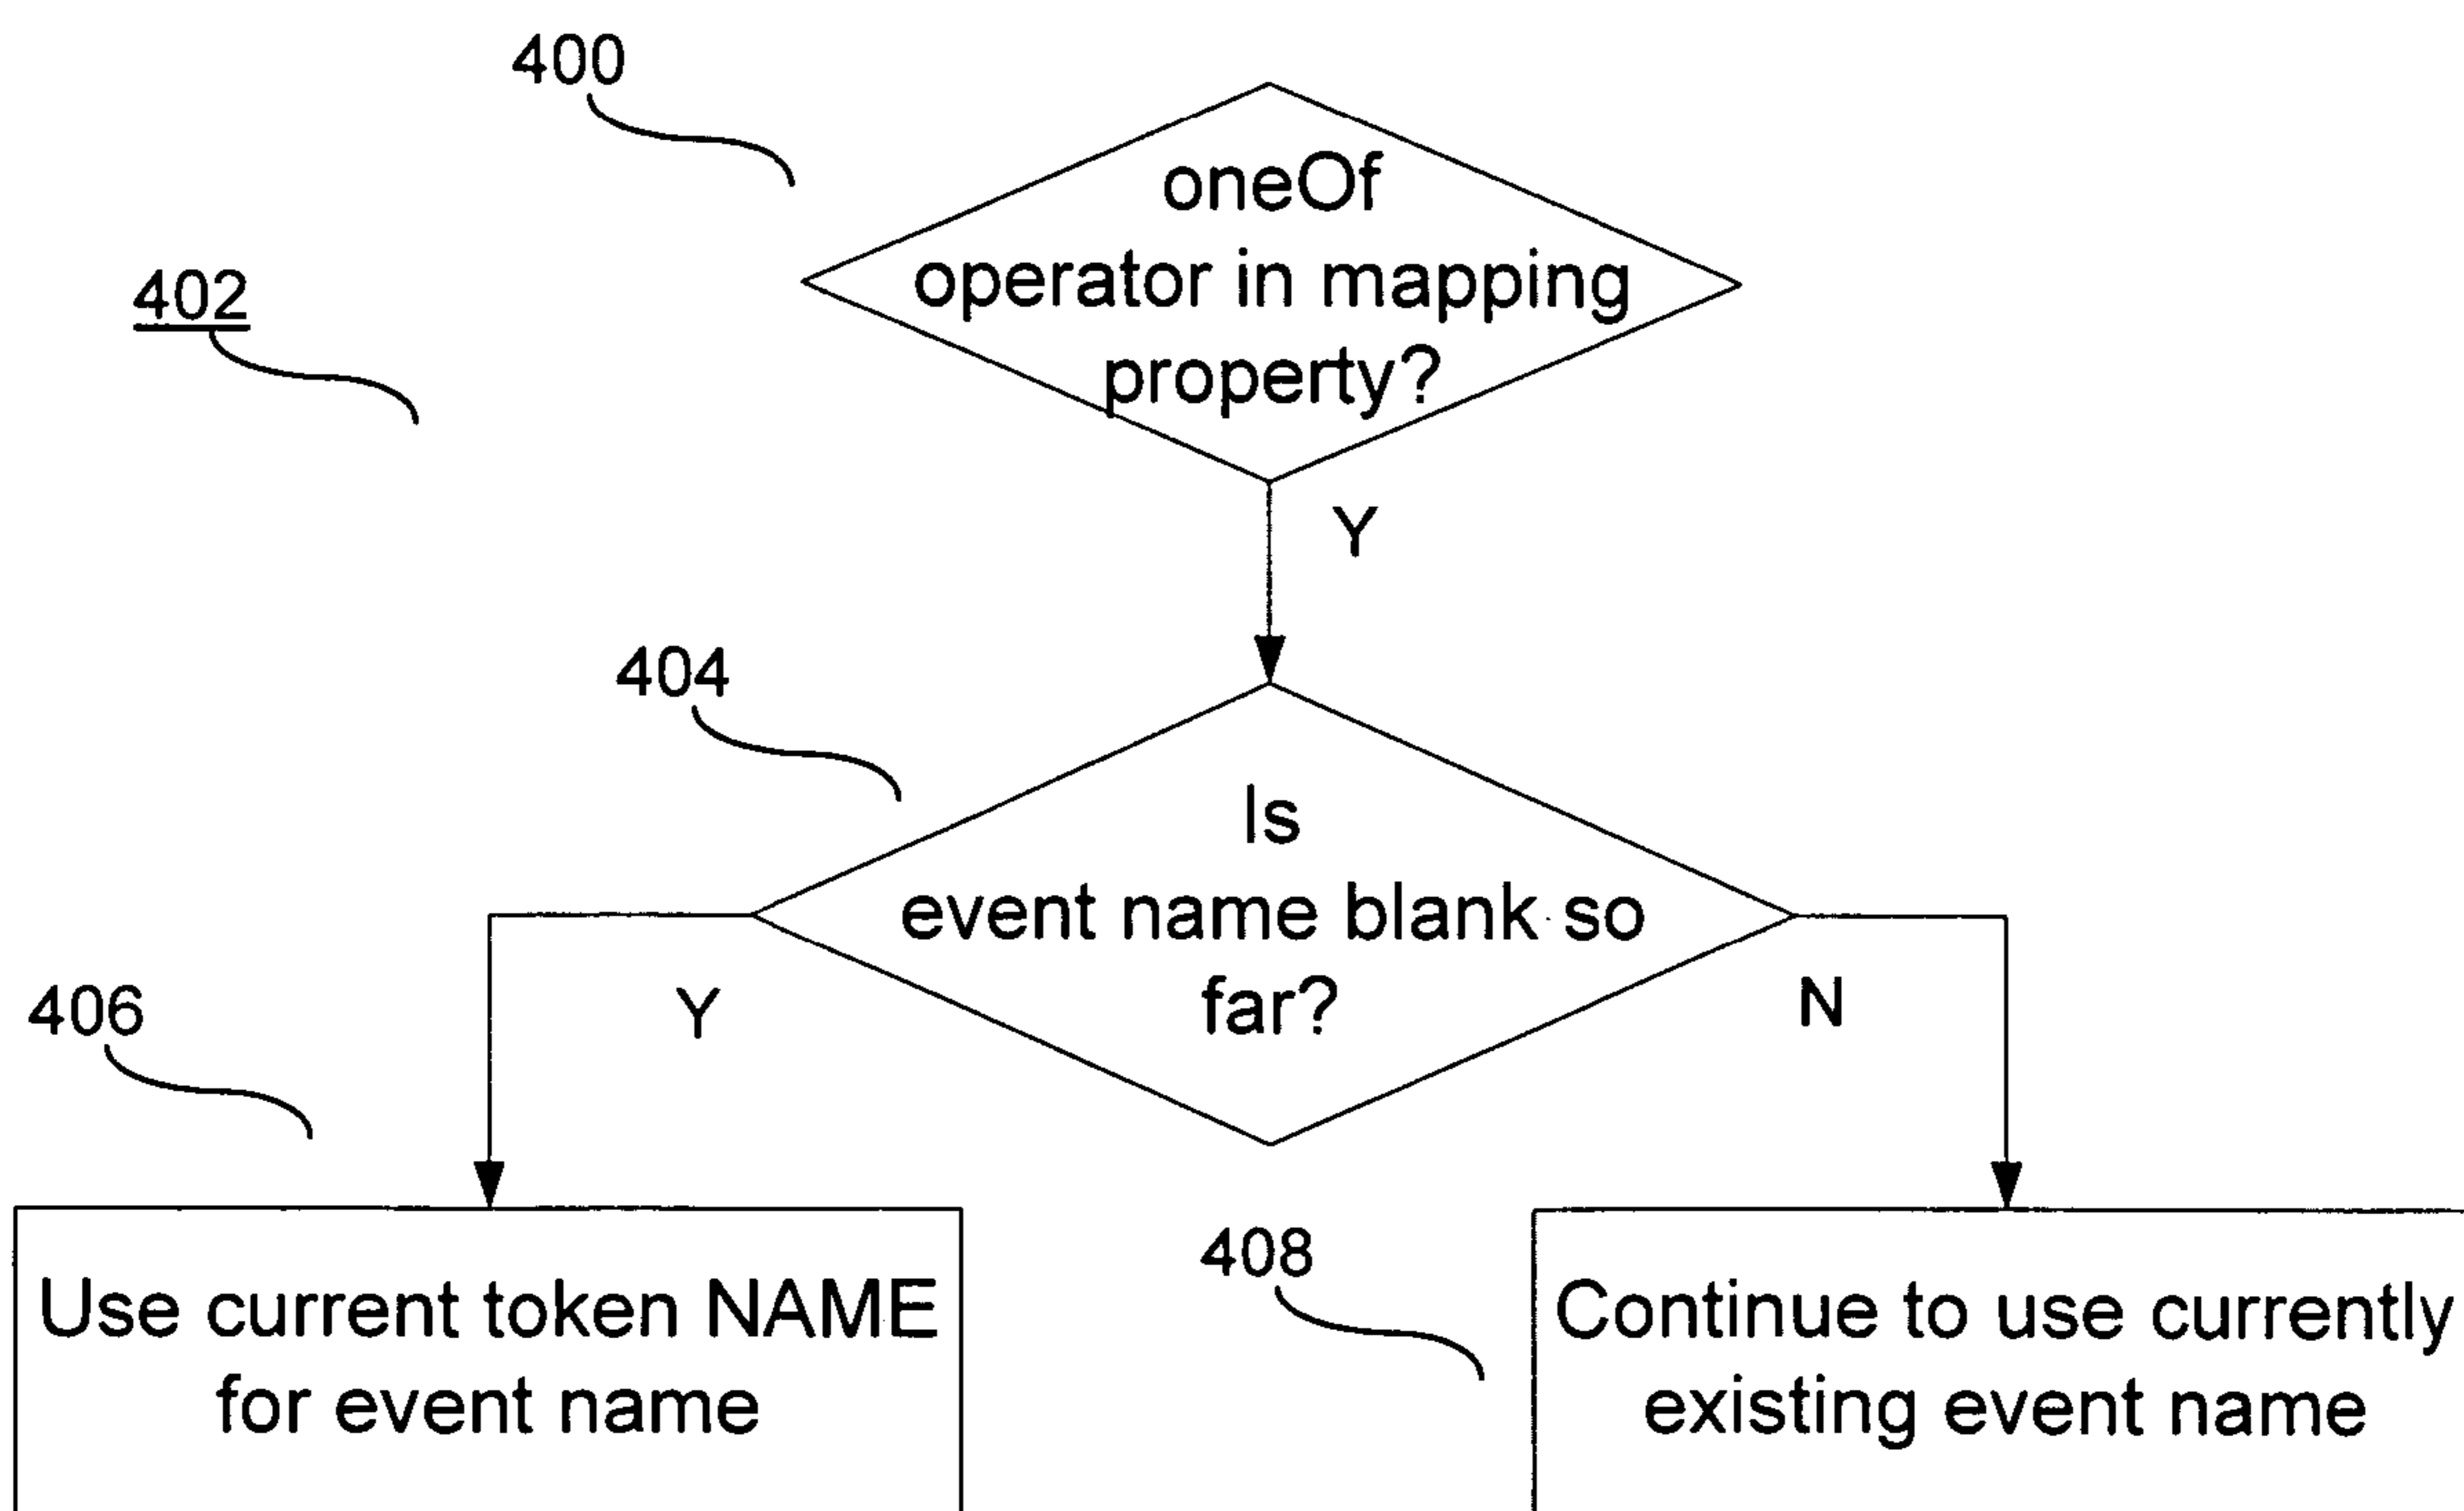 400
oneOf
operator in mapping
property?
402
Y
404
Is
event name blank so
far?
406
Y
N
408
Use current token NAME
for event name
Continue to use currently
existing event name